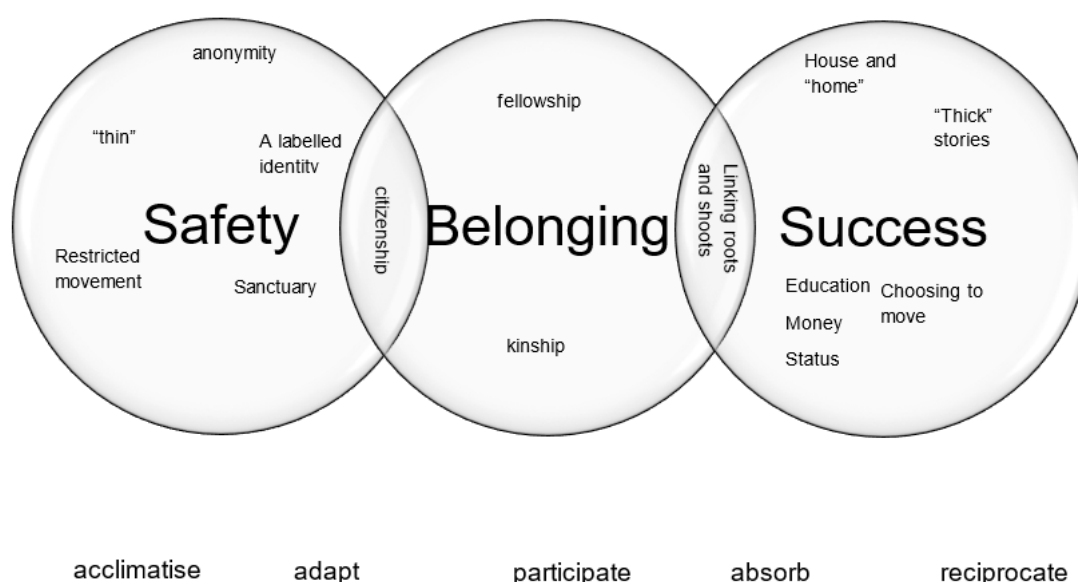 anonymity
“thin”
A labelled
identity
Safety
Restricted
movement
Sanctuary
citizenship
fellowship
Belonging
kinship
Linking roots
and shoots
House and
“home”
“Thick”
stories
Success
Education
Choosing to
move
Money
Status
acclimatise
adapt
participate
absorb
reciprocate